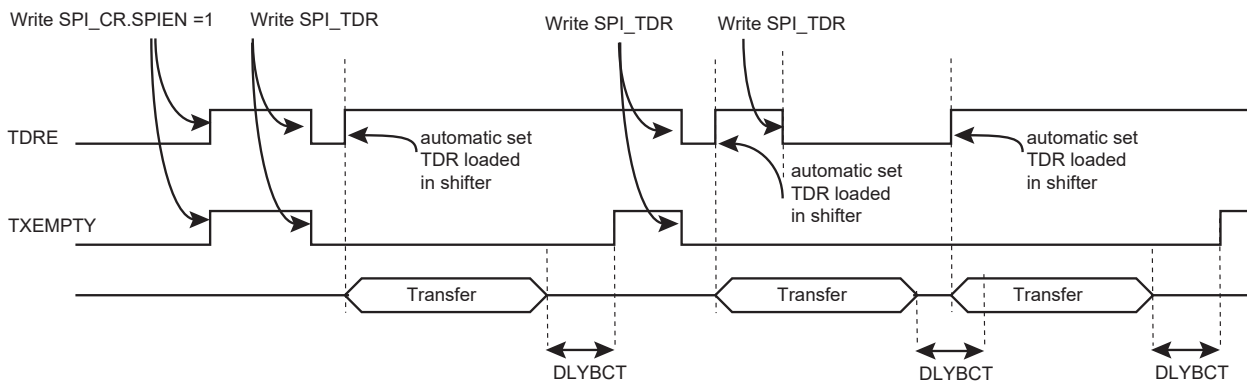 Write SPI_CR.SPIEN =1
Write SPI_TDR
Write SPI_TDR
Write SPI_TDR
TDRE
automatic set
TDR loaded
in shifter
automatic set
TDR loaded
in shifter
automatic set
TDR loaded
in shifter
TXEMPTY
Transfer
Transfer
Transfer
DLYBCT
DLYBCT
DLYBCT